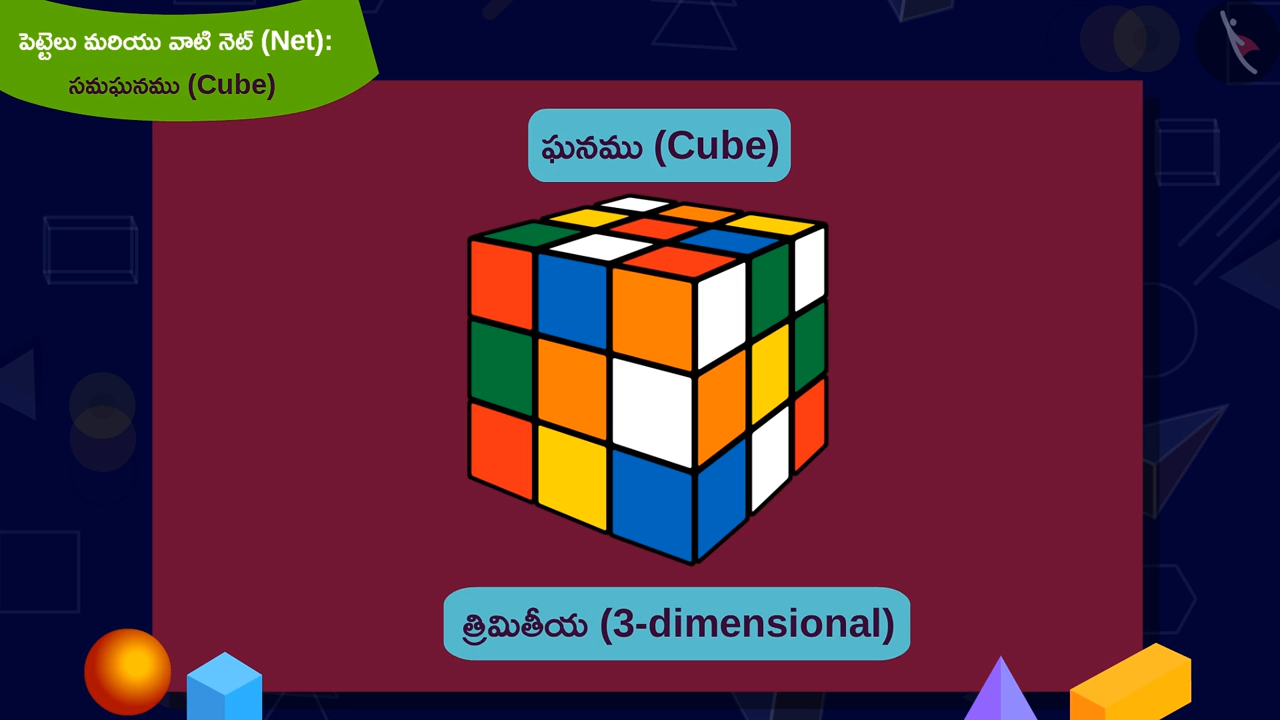 పెట్టెలు మరియు వాటి నెట్ (Net):
సమఘనము (Cube)
ఘనము (Cube)
త్రిమితీయ (3-dimensional)